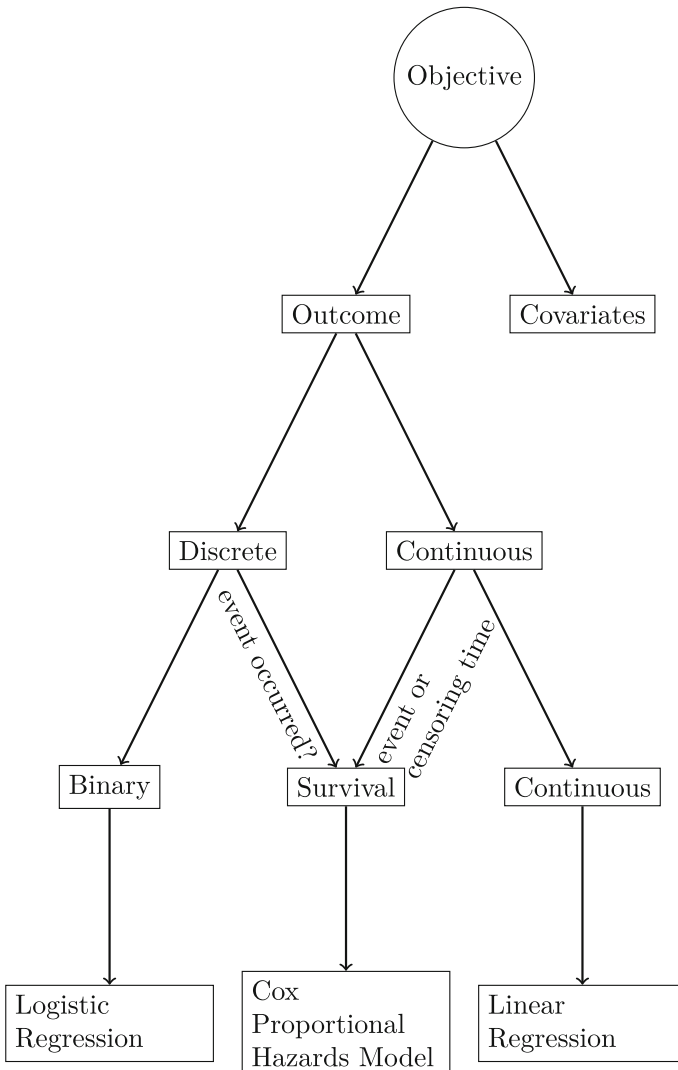 Objective
Outcome
Covariates
Discrete
Continuous
event occurred?
event or
censoring time
Binary
Survival
Continuous
Logistic
Regression
Cox
Proportional
Hazards Model
Linear
Regression